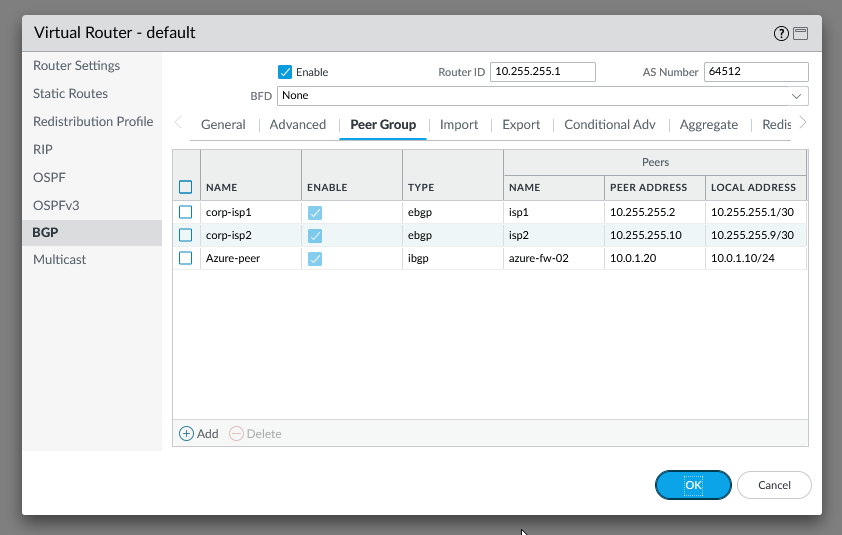 Virtual Router - default
Router Settings
Static Routes
Redistribution Profile
RIP
OSPF
OSPFv3
BGP
Multicast
Enable Router ID 10.255.255.1 AS Number 64512
BFD None
General Advanced Peer Group Import Export Conditional Adv Aggregate Redis
Peers
NAME ENABLE TYPE NAME PEER ADDRESS LOCAL ADDRESS
corp-isp1 ebgp isp1 10.255.255.2 10.255.255.1/30
corp-isp2 ebgp isp2 10.255.255.10 10.255.255.9/30
Azure-peer ibgp azure-fw-02 10.0.1.20 10.0.1.10/24
Add Delete
OK Cancel